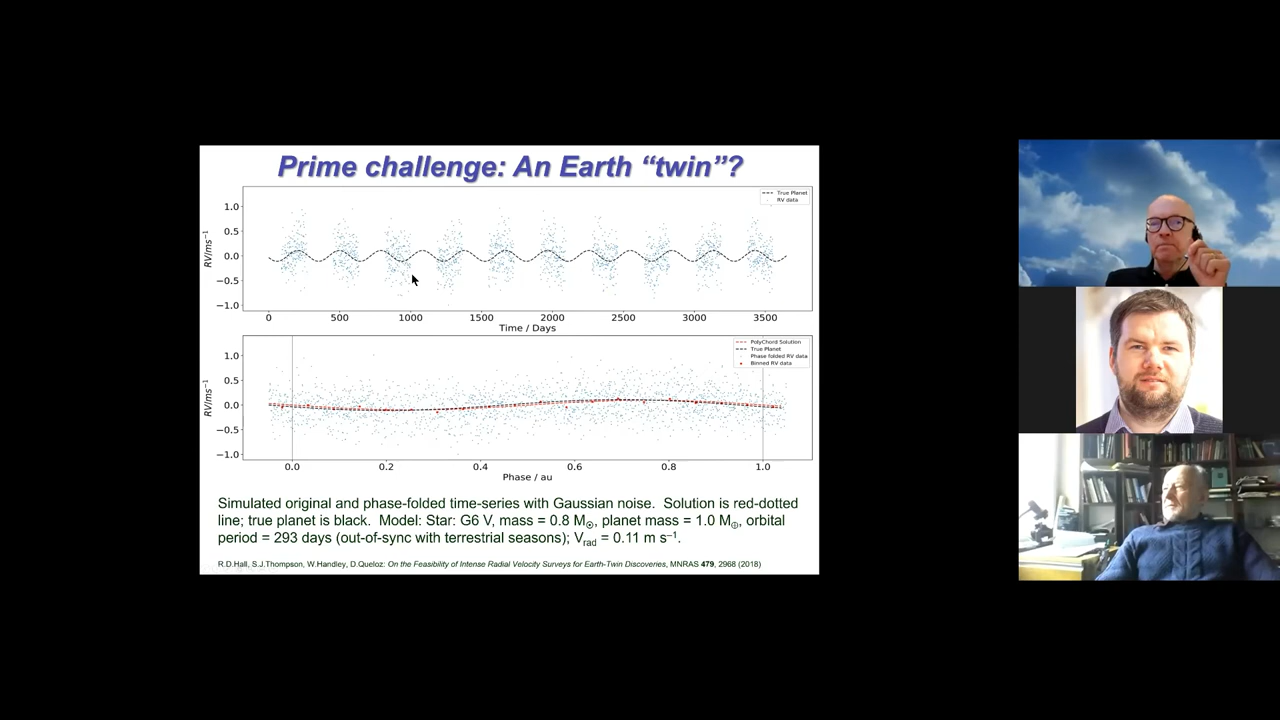 Prime challenge: An Earth “twin”?
1.0
0.5
0.0
−0.5
−1.0
RV/ms⁻¹
True Planet
RV data
0 500 1000 1500 2000 2500 3000 3500
Time / Days
1.0
0.5
0.0
−0.5
−1.0
RV/ms⁻¹
PolyChord Solution
True Planet
Phase folded RV data
Binned RV data
0.0 0.2 0.4 0.6 0.8 1.0
Phase / au
Simulated original and phase-folded time-series with Gaussian noise. Solution is red-dotted
line; true planet is black. Model: Star: G6 V, mass = 0.8 M☉, planet mass = 1.0 M⊕, orbital
period = 293 days (out-of-sync with terrestrial seasons); Vrad = 0.11 m s⁻¹.
R.D.Hall, S.J.Thompson, W.Handley, D.Queloz: On the Feasibility of Intense Radial Velocity Surveys for Earth-Twin Discoveries, MNRAS 479, 2968 (2018)